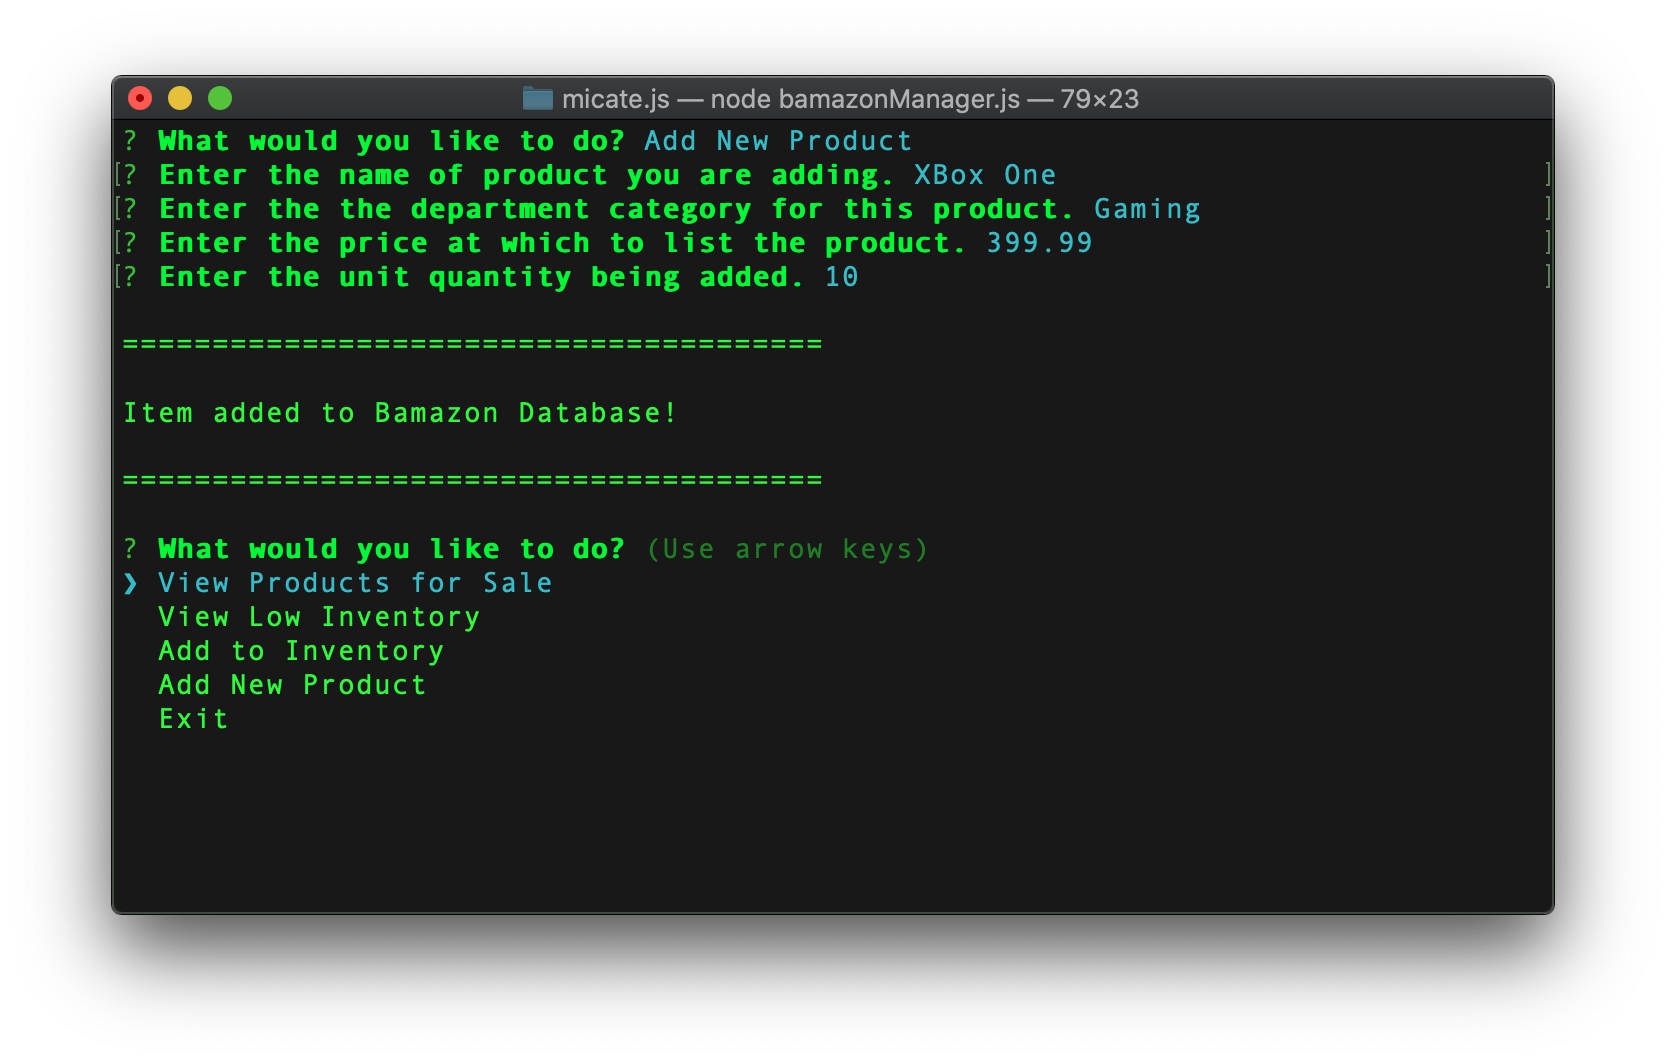 micate.js — node bamazonManager.js — 79×23
? What would you like to do? Add New Product
[? Enter the name of product you are adding. XBox One ]
[? Enter the the department category for this product. Gaming ]
[? Enter the price at which to list the product. 399.99 ]
[? Enter the unit quantity being added. 10 ]
=======================================
Item added to Bamazon Database!
=======================================
? What would you like to do? (Use arrow keys)
❯ View Products for Sale
View Low Inventory
Add to Inventory
Add New Product
Exit